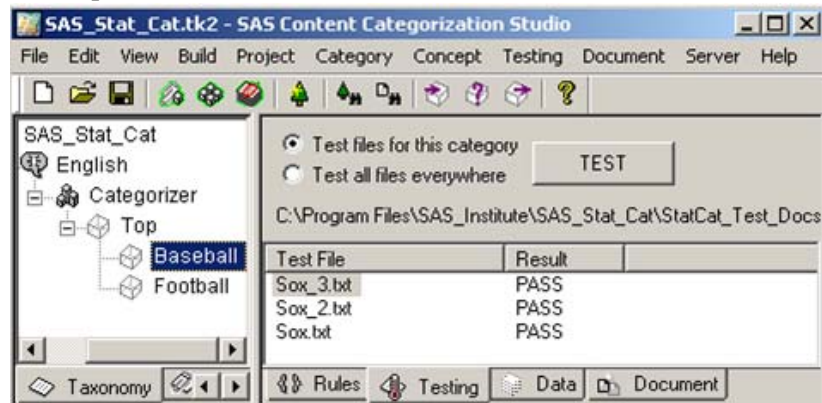 SAS_Stat_Cat.tk2 - SAS Content Categorization Studio
File Edit View Build Project Category Concept Testing Document Server Help
SAS_Stat_Cat
English
Categorizer
Top
Baseball
Football
Taxonomy
Test files for this category
Test all files everywhere
TEST
C:\Program Files\SAS_Institute\SAS_Stat_Cat\StatCat_Test_Docs
Test File Result
Sox_3.txt PASS
Sox_2.txt PASS
Sox.txt PASS
Rules Testing Data Document